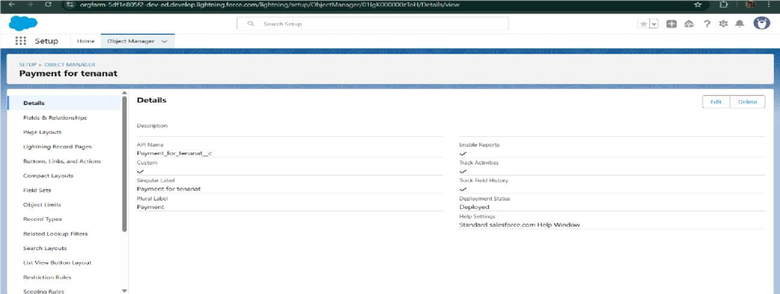 orgfarm-5df1e805f2-dev-ed.develop.lightning.force.com/lightning/setup/ObjectManager/01IgK000000rToH/Details/view
Search Setup
Setup
Home
Object Manager
SETUP > OBJECT MANAGER
Payment for tenanat
Details
Fields & Relationships
Page Layouts
Lightning Record Pages
Buttons, Links, and Actions
Compact Layouts
Field Sets
Object Limits
Record Types
Related Lookup Filters
Search Layouts
List View Button Layout
Restriction Rules
Scoping Rules
Details
Edit
Delete
Description
API Name
Payment_for_tenanat__c
Custom
Singular Label
Payment for tenanat
Plural Label
Payment
Enable Reports
Track Activities
Track Field History
Deployment Status
Deployed
Help Settings
Standard salesforce.com Help Window